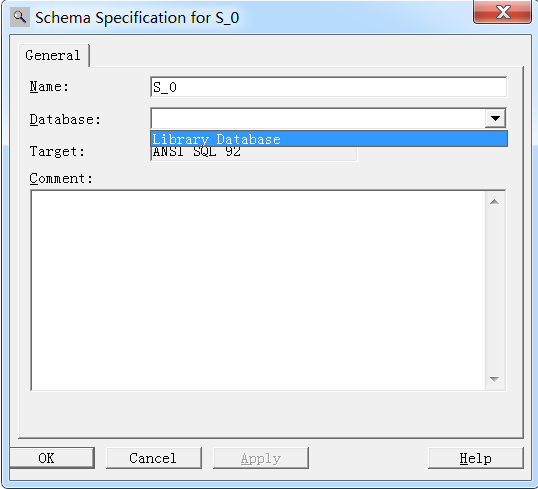 Schema Specification for S_0
General
Name: S_0
Database:
Library Database
Target: ANSI SQL 92
Comment:
OK Cancel Apply Help